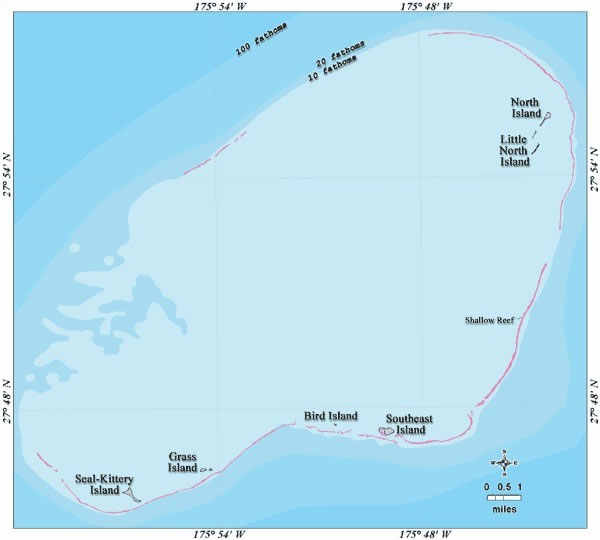 175° 54' W
175° 48' W
100 fathoms
20 fathoms
10 fathoms
North
Island
Little
North
Island
27° 54' N
27° 54' N
Shallow Reef
27° 48' N
27° 48' N
Bird Island
Southeast
Island
Grass
Island
Seal-Kittery
Island
N
W
E
S
0 0.5 1
miles
175° 54' W
175° 48' W